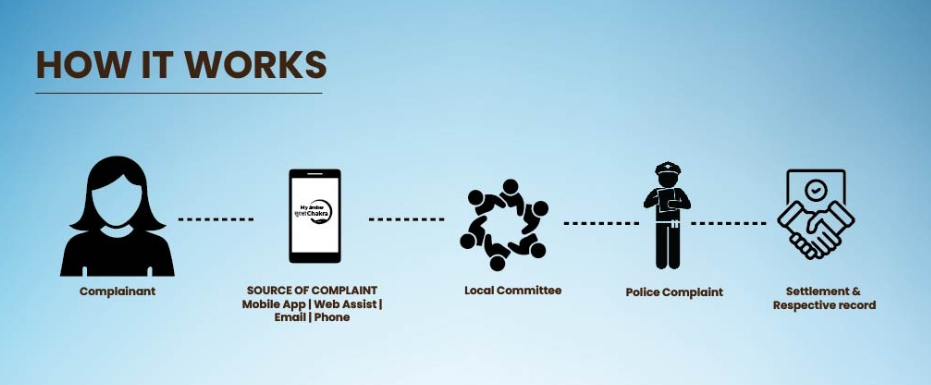 HOW IT WORKS
My Amber
सुरक्षा Chakra
Complainant
SOURCE OF COMPLAINT
Mobile App | Web Assist |
Email | Phone
Local Committee
Police Complaint
Settlement &
Respective record